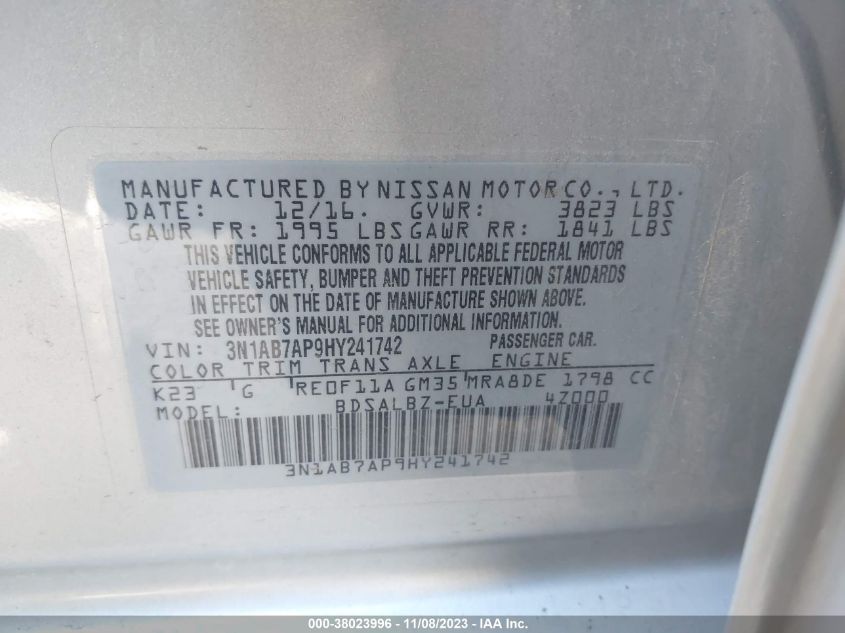 MANUFACTURED BY NISSAN MOTOR CO., LTD.
DATE: 12/16. GVWR: 3823 LBS
GAWR FR: 1995 LBS GAWR RR: 1841 LBS
THIS VEHICLE CONFORMS TO ALL APPLICABLE FEDERAL MOTOR
VEHICLE SAFETY, BUMPER AND THEFT PREVENTION STANDARDS
IN EFFECT ON THE DATE OF MANUFACTURE SHOWN ABOVE.
SEE OWNER'S MANUAL FOR ADDITIONAL INFORMATION.
VIN: 3N1AB7AP9HY241742 PASSENGER CAR.
COLOR TRIM TRANS AXLE ENGINE
K23 G RE0F11A GM35 MRA8DE 1798 CC
MODEL: BDSALBZ-EUA 4Z000
3N1AB7AP9HY241742
000-38023996 - 11/08/2023 - IAA Inc.